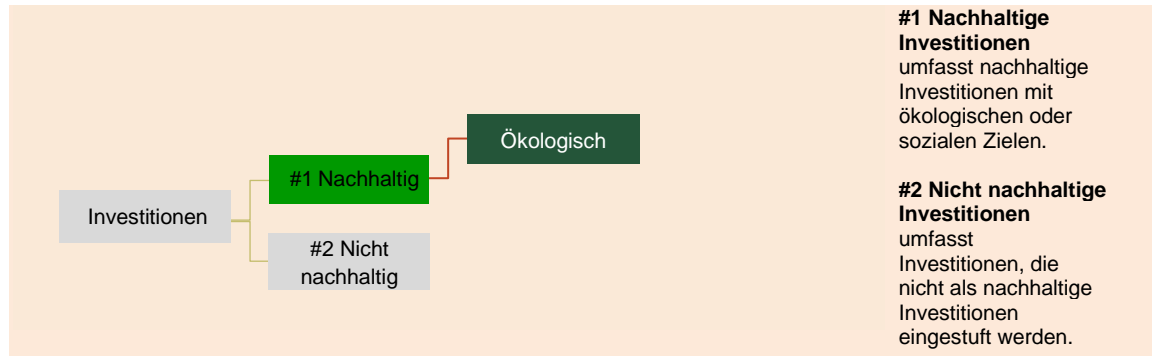 Investitionen
#1 Nachhaltig
Ökologisch
#2 Nicht
nachhaltig
#1 Nachhaltige
Investitionen
umfasst nachhaltige
Investitionen mit
ökologischen oder
sozialen Zielen.
#2 Nicht nachhaltige
Investitionen
umfasst
Investitionen, die
nicht als nachhaltige
Investitionen
eingestuft werden.